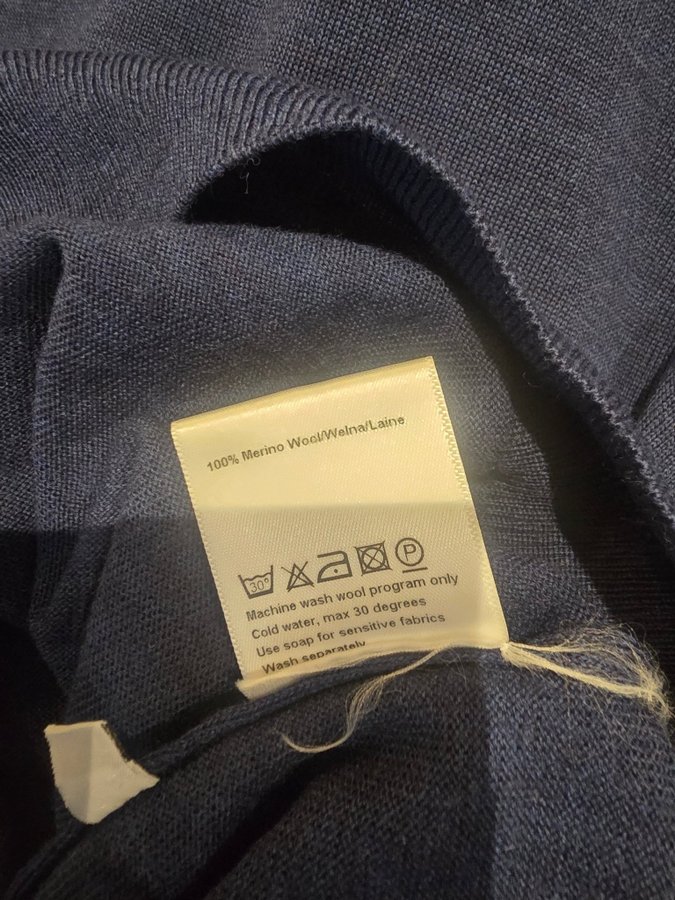 100% Merino Wool/Wełna/Laine
30°
P
Machine wash wool program only
Cold water, max 30 degrees
Use soap for sensitive fabrics
Wash separately